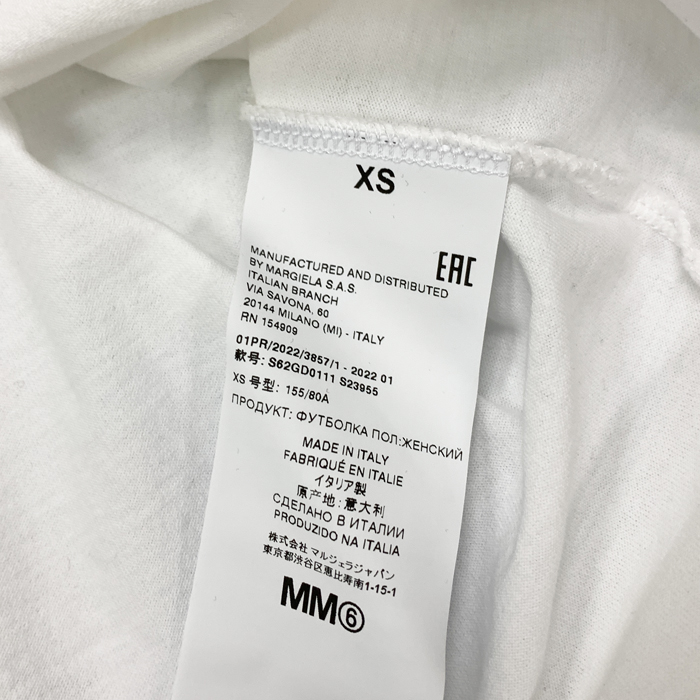 XS
EAC
MANUFACTURED AND DISTRIBUTED
BY MARGIELA S.A.S.
ITALIAN BRANCH
VIA SAVONA, 60
20144 MILANO (MI) - ITALY
RN 154909
01PR/2022/3857/1 - 2022 01
款号: S62GD0111 S23955
XS 号型: 155/80A
ПРОДУКТ: ФУТБОЛКА ПОЛ:ЖЕНСКИЙ
MADE IN ITALY
FABRIQUÉ EN ITALIE
イタリア製
原产地: 意大利
СДЕЛАНО В ИТАЛИИ
PRODUZIDO NA ITALIA
株式会社 マルジェラジャパン
東京都渋谷区恵比寿南1-15-1
MM⑥